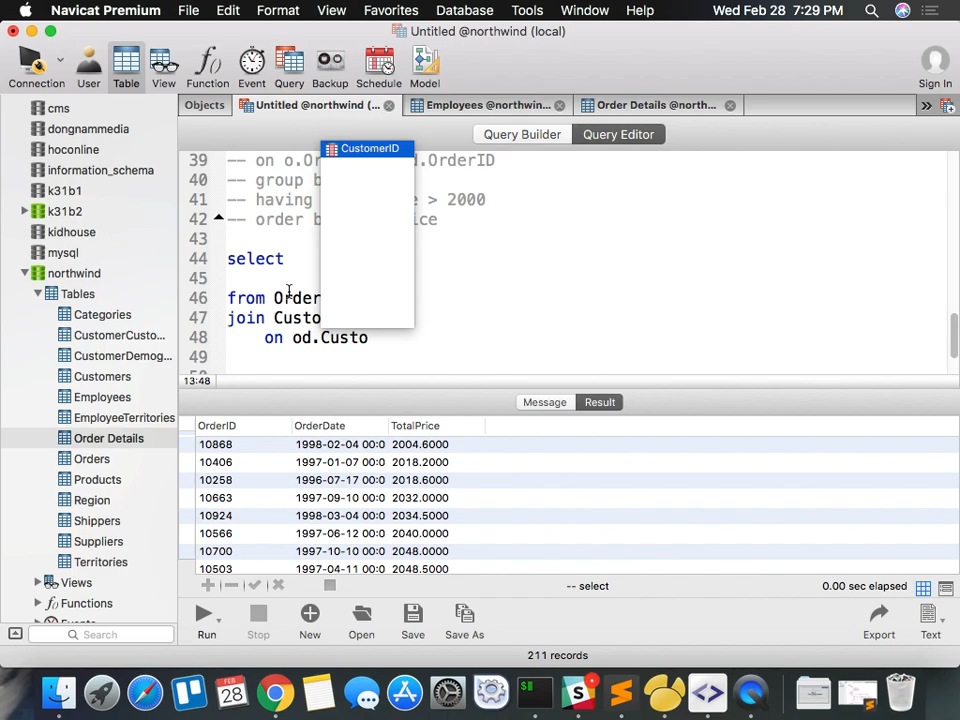 Navicat Premium File Edit Format View Favorites Database Tools Window Help Wed Feb 28 7:29 PM
Untitled @northwind (local)
Connection User Table View Function Event Query Backup Schedule Model Sign In
Objects Untitled @northwind (... Employees @northwin... Order Details @north...
Query Builder Query Editor
cms
dongnammedia
hoconline
information_schema
k31b1
k31b2
kidhouse
mysql
northwind
Tables
Categories
CustomerCusto...
CustomerDemog...
Customers
Employees
EmployeeTerritories
Order Details
Orders
Products
Region
Shippers
Suppliers
Territories
Views
Functions
Search
CustomerID
39 -- on o.Or d.OrderID
40 -- group b
41 -- having e > 2000
42 -- order b ice
43
44 select
45
46 from Order
47 join Custo
48 on od.Custo
49
13:48
Message Result
OrderID OrderDate TotalPrice
10868 1998-02-04 00:0 2004.6000
10406 1997-01-07 00:0 2018.2000
10258 1996-07-17 00:0 2018.6000
10663 1997-09-10 00:0 2032.0000
10924 1998-03-04 00:0 2034.5000
10566 1997-06-12 00:0 2040.0000
10700 1997-10-10 00:0 2048.0000
10503 1997-04-11 00:0 2048.5000
-- select 0.00 sec elapsed
Run Stop New Open Save Save As Export Text
211 records
FEB
28